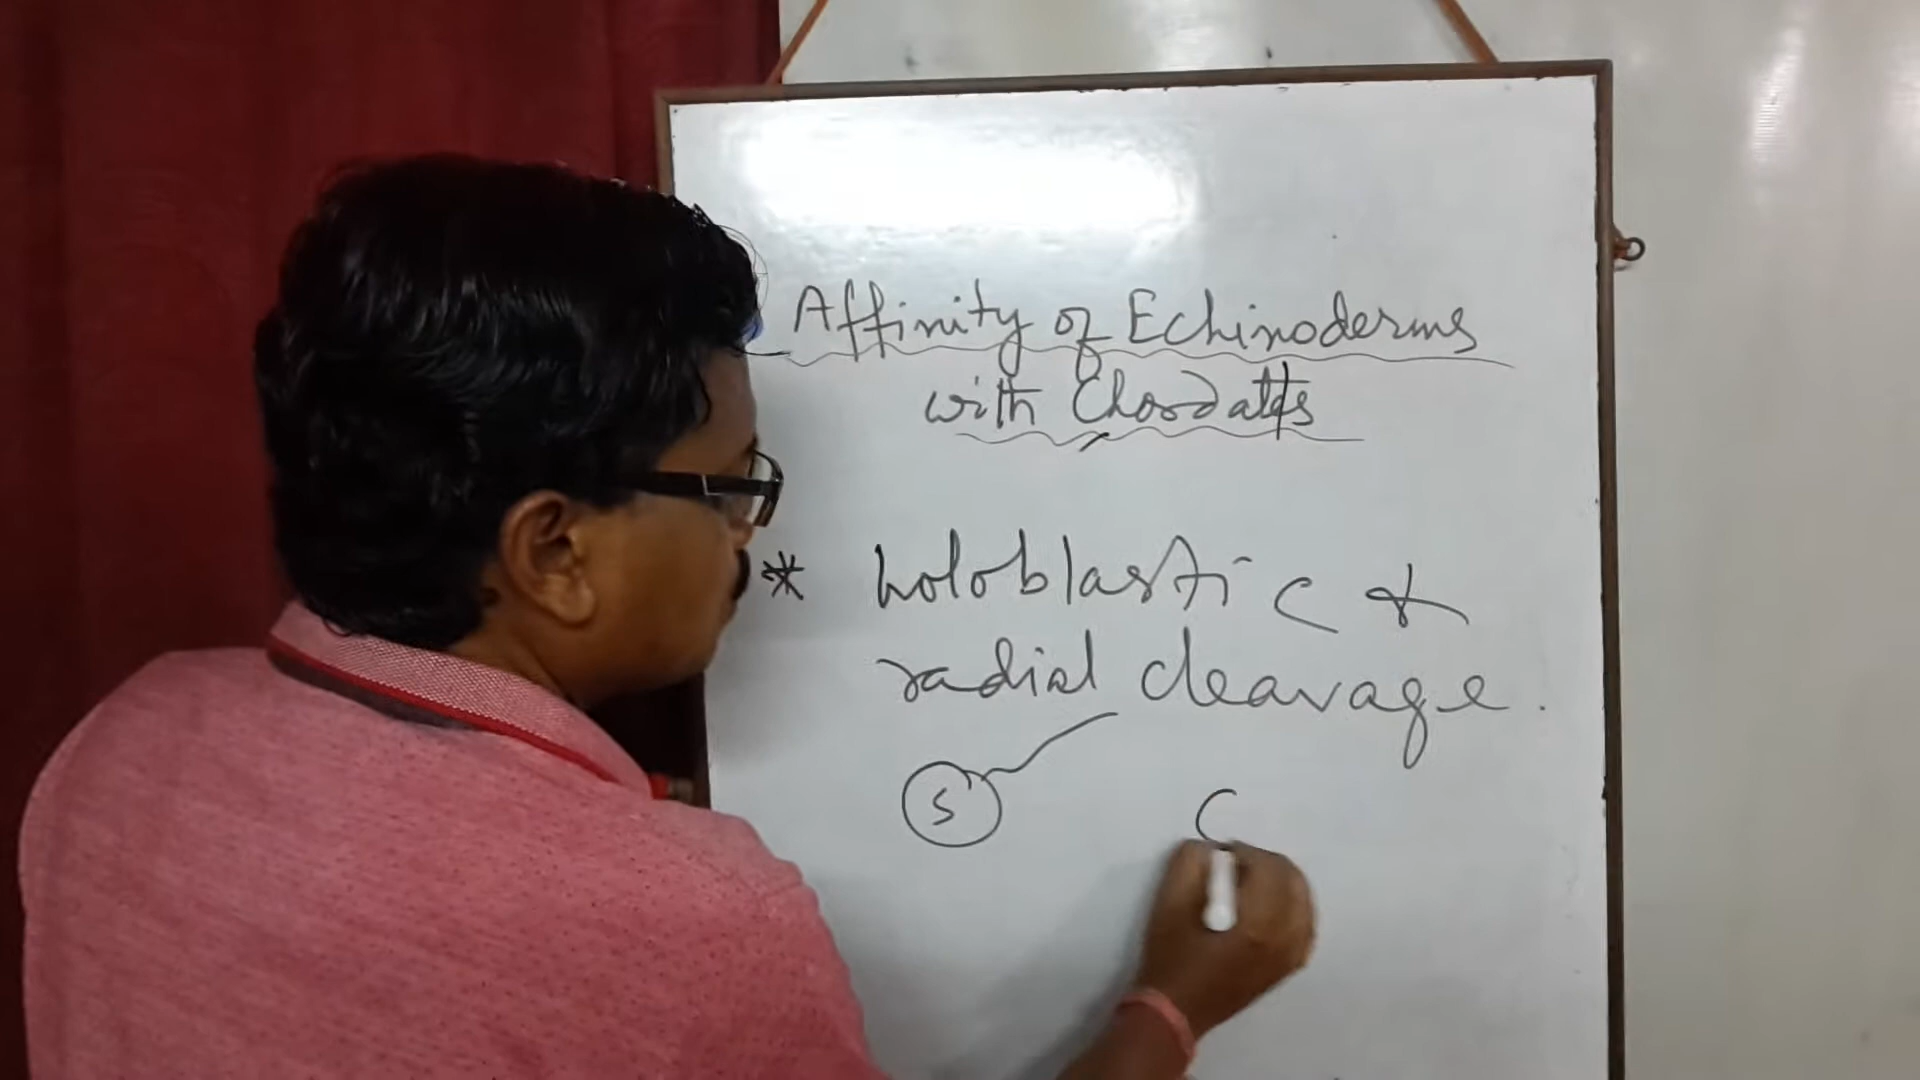 Affinity of Echinoderms
with Chordates
* holoblastic &
radial cleavage.
S
C